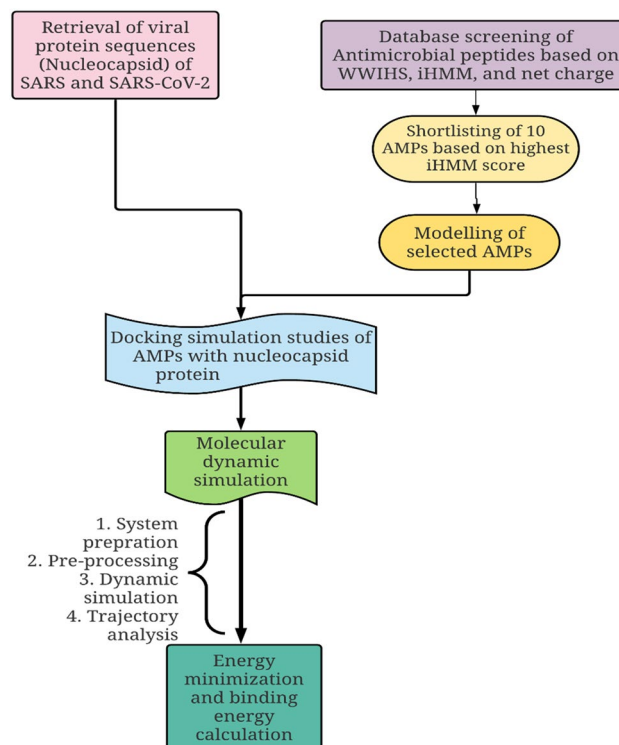 Retrieval of viral
protein sequences
(Nucleocapsid) of
SARS and SARS-CoV-2
Database screening of
Antimicrobial peptides based on
WWIHS, iHMM, and net charge
Shortlisting of 10
AMPs based on highest
iHMM score
Modelling of
selected AMPs
Docking simulation studies of
AMPs with nucleocapsid
protein
Molecular
dynamic
simulation
1. System
prepration
2. Pre-processing
3. Dynamic
simulation
4. Trajectory
analysis
Energy
minimization
and binding
energy
calculation